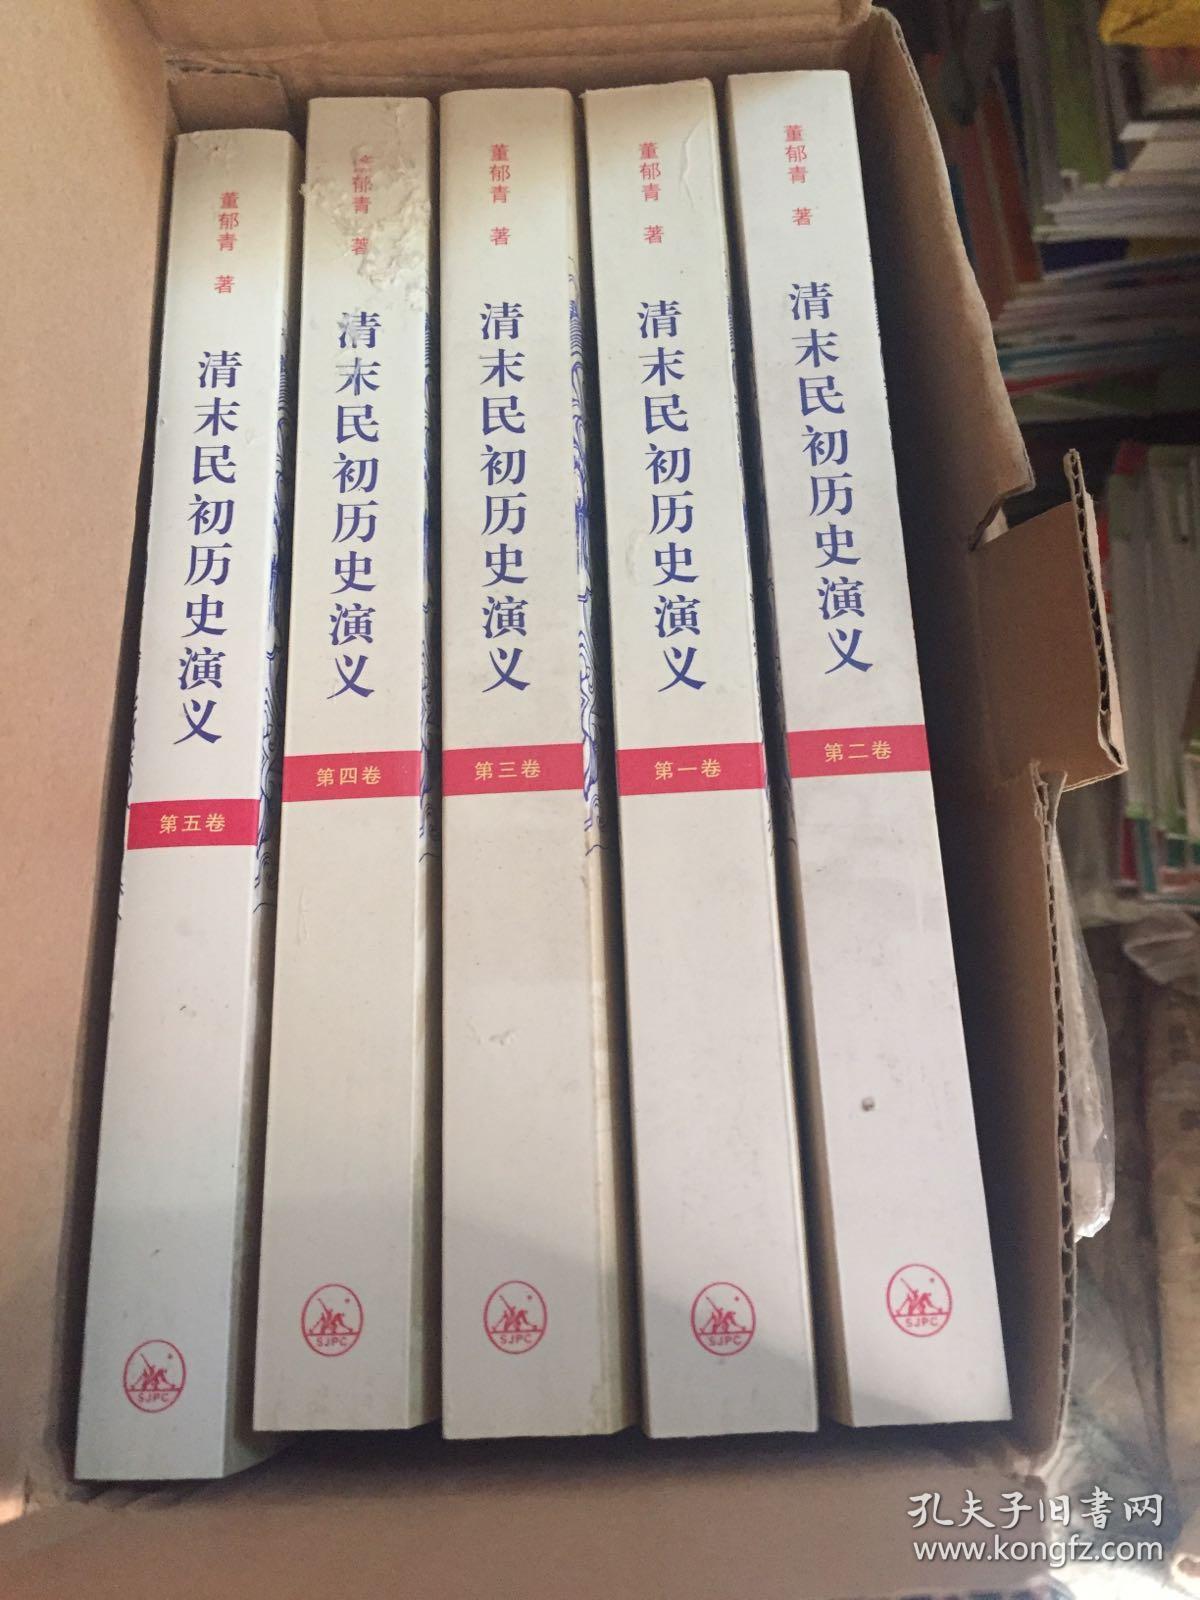 董郁青 著
清末民初历史演义
第五卷
SJPC
郁青 著
清末民初历史演义
第四卷
SJPC
董郁青 著
清末民初历史演义
第三卷
SJPC
董郁青 著
清末民初历史演义
第一卷
SJPC
董郁青 著
清末民初历史演义
第二卷
SJPC
孔夫子旧书网
www.kongfz.com